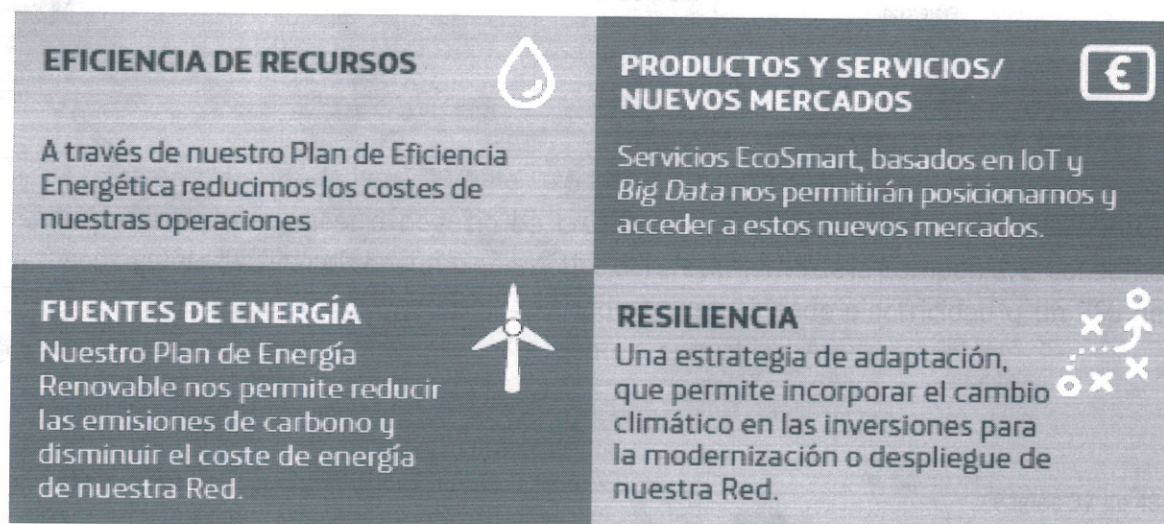 EFICIENCIA DE RECURSOS
A través de nuestro Plan de Eficiencia
Energética reducimos los costes de
nuestras operaciones
PRODUCTOS Y SERVICIOS/
NUEVOS MERCADOS
€
Servicios EcoSmart, basados en IoT y
Big Data nos permitirán posicionarnos y
acceder a estos nuevos mercados.
FUENTES DE ENERGÍA
Nuestro Plan de Energía
Renovable nos permite reducir
las emisiones de carbono y
disminuir el coste de energía
de nuestra Red.
RESILIENCIA
Una estrategia de adaptación,
que permite incorporar el cambio
climático en las inversiones para
la modernización o despliegue de
nuestra Red.